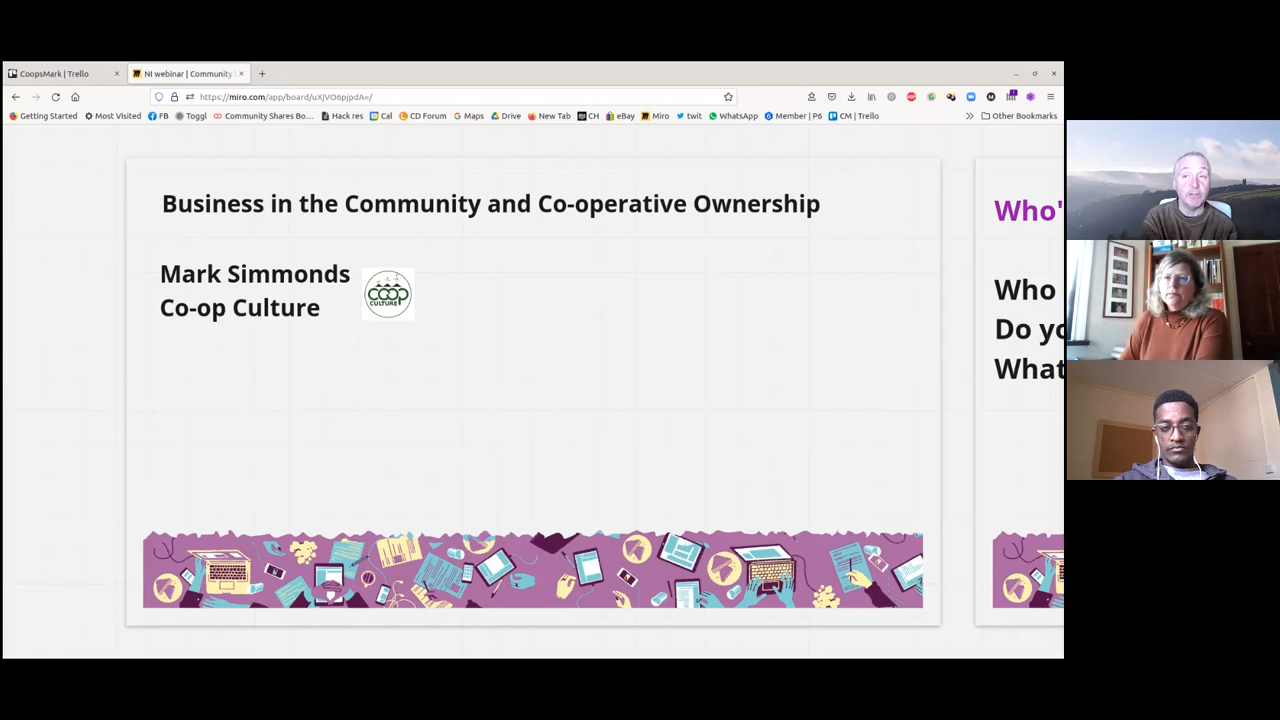 CoopsMark | Trello
NI webinar | Community
https://miro.com/app/board/uXjVO6pjpdA=/
Getting Started
Most Visited
FB
Toggl
Community Shares Bo…
Hack res
Cal
CD Forum
Maps
Drive
New Tab
CH
eBay
Miro
twit
WhatsApp
Member | P6
CM | Trello
Other Bookmarks
Business in the Community and Co-operative Ownership
Mark Simmonds
Co-op Culture
COOP
CULTURE
Who'
Who
Do yo
What